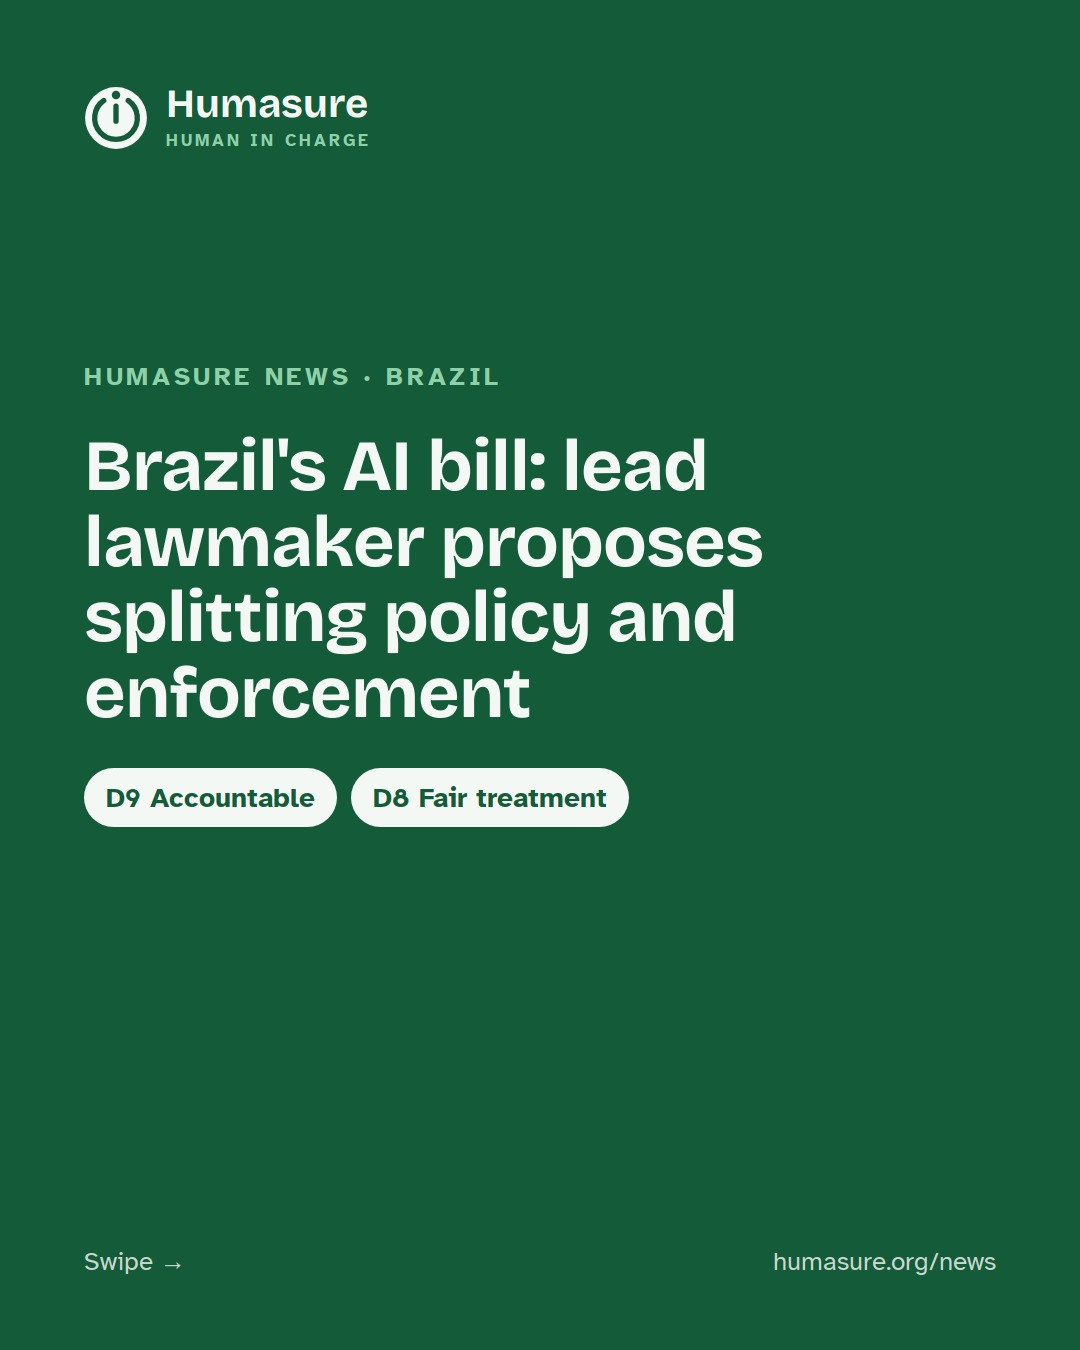 Humasure
HUMAN IN CHARGE
HUMASURE NEWS · BRAZIL
Brazil's AI bill: lead
lawmaker proposes
splitting policy and
enforcement
D9 Accountable
D8 Fair treatment
Swipe →
humasure.org/news